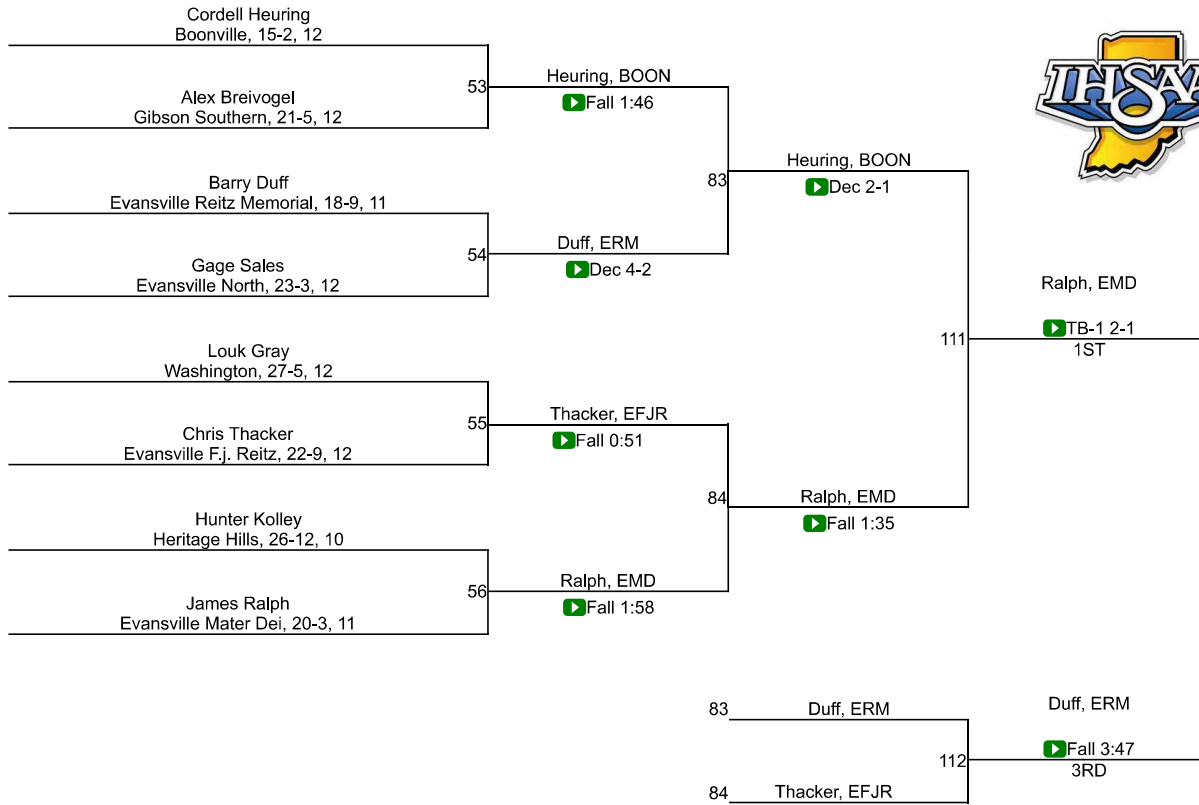 Cordell Heuring
Boonville, 15-2, 12
53
Heuring, BOON
Fall 1:46
Alex Breivogel
Gibson Southern, 21-5, 12
IHSAA
83
Heuring, BOON
Dec 2-1
Barry Duff
Evansville Reitz Memorial, 18-9, 11
54
Duff, ERM
Dec 4-2
Gage Sales
Evansville North, 23-3, 12
111
Ralph, EMD
TB-1 2-1
1ST
Louk Gray
Washington, 27-5, 12
55
Thacker, EFJR
Fall 0:51
Chris Thacker
Evansville F.j. Reitz, 22-9, 12
84
Ralph, EMD
Fall 1:35
Hunter Kolley
Heritage Hills, 26-12, 10
56
Ralph, EMD
Fall 1:58
James Ralph
Evansville Mater Dei, 20-3, 11
83
Duff, ERM
112
Duff, ERM
Fall 3:47
3RD
84
Thacker, EFJR